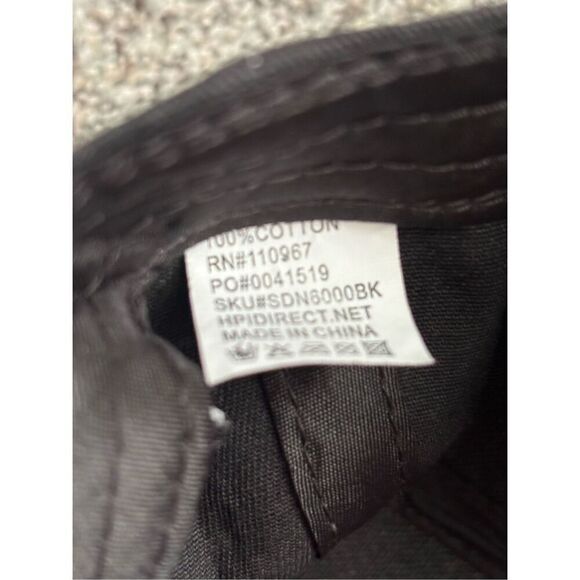 100%COTTON
RN#110967
PO#0041519
SKU#SDN6000BK
HPIDIRECT.NET
MADE IN CHINA